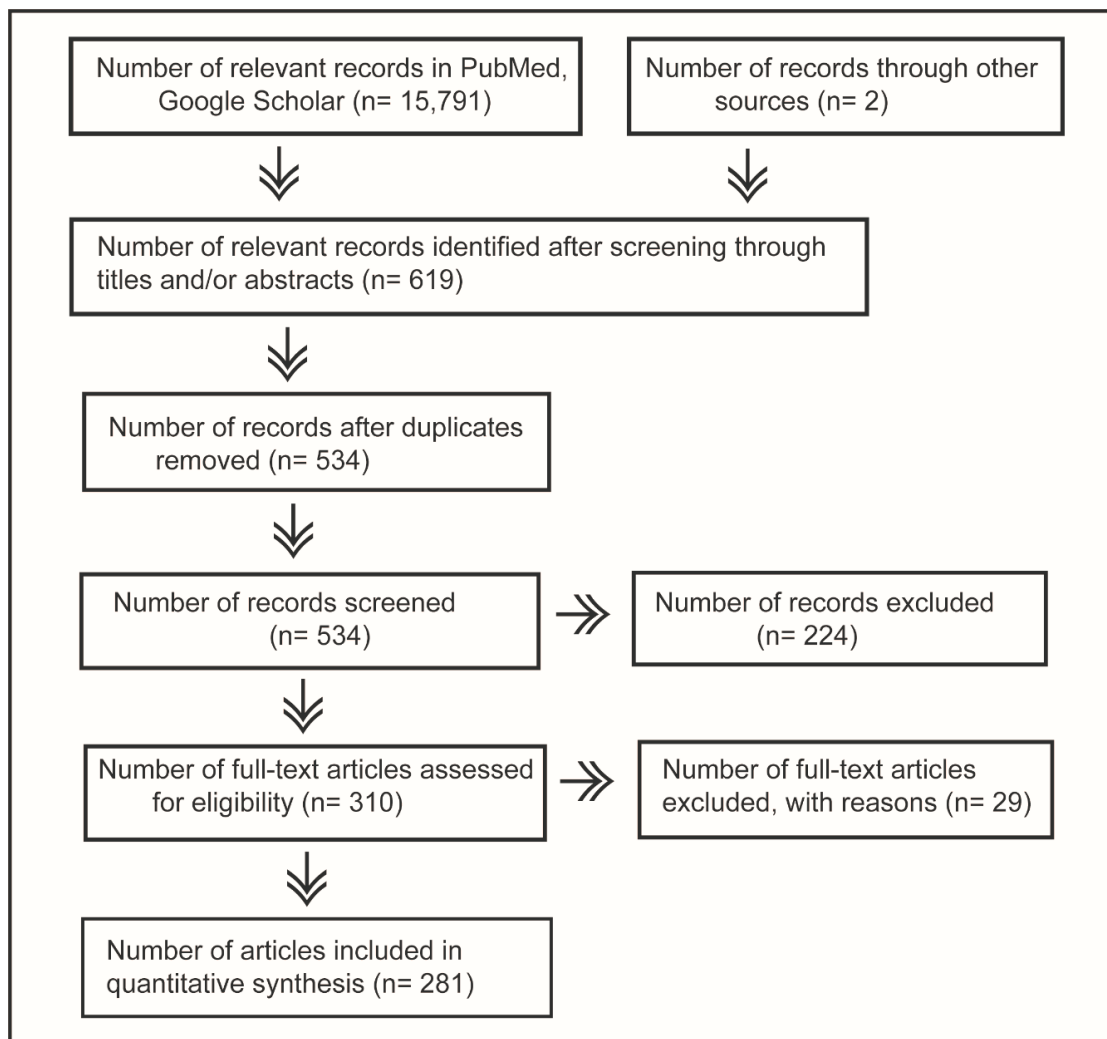 Number of relevant records in PubMed,
Google Scholar (n= 15,791)
Number of records through other
sources (n= 2)
Number of relevant records identified after screening through
titles and/or abstracts (n= 619)
Number of records after duplicates
removed (n= 534)
Number of records screened
(n= 534)
Number of records excluded
(n= 224)
Number of full-text articles assessed
for eligibility (n= 310)
Number of full-text articles
excluded, with reasons (n= 29)
Number of articles included in
quantitative synthesis (n= 281)